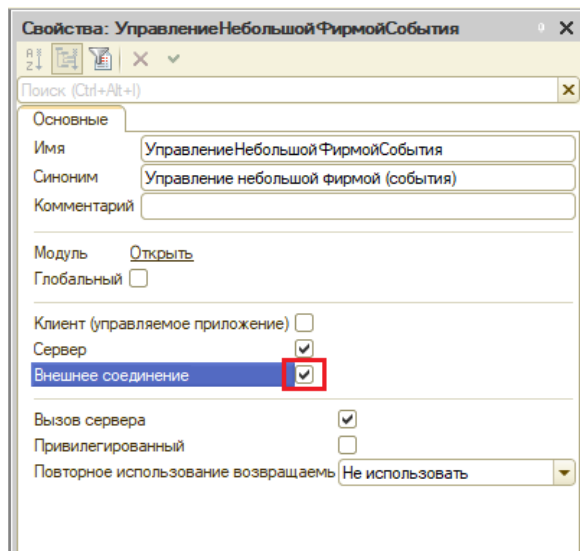 Свойства: УправлениеНебольшойФирмойСобытия
Поиск (Ctrl+Alt+I)
Основные
Имя УправлениеНебольшойФирмойСобытия
Синоним Управление небольшой фирмой (события)
Комментарий
Модуль Открыть
Глобальный
Клиент (управляемое приложение)
Сервер
Внешнее соединение
Вызов сервера
Привилегированный
Повторное использование возвращаемь Не использовать